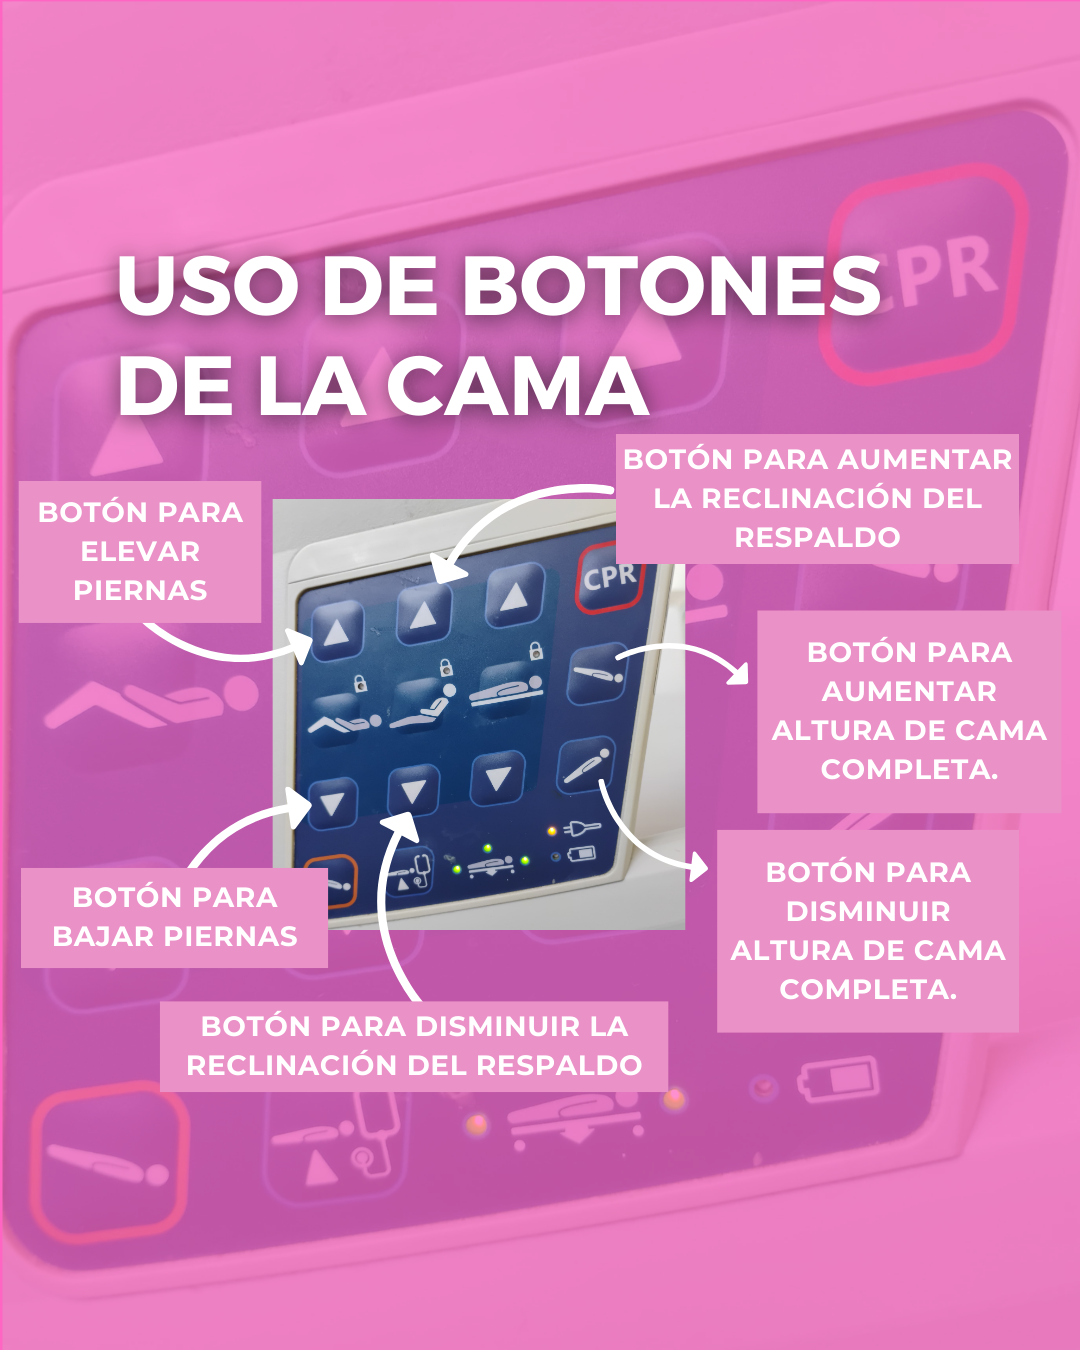 USO DE BOTONES
DE LA CAMA
CPR
BOTÓN PARA AUMENTAR
LA RECLINACIÓN DEL
RESPALDO
BOTÓN PARA
ELEVAR
PIERNAS
CPR
BOTÓN PARA
AUMENTAR
ALTURA DE CAMA
COMPLETA.
BOTÓN PARA
BAJAR PIERNAS
BOTÓN PARA
DISMINUIR
ALTURA DE CAMA
COMPLETA.
BOTÓN PARA DISMINUIR LA
RECLINACIÓN DEL RESPALDO